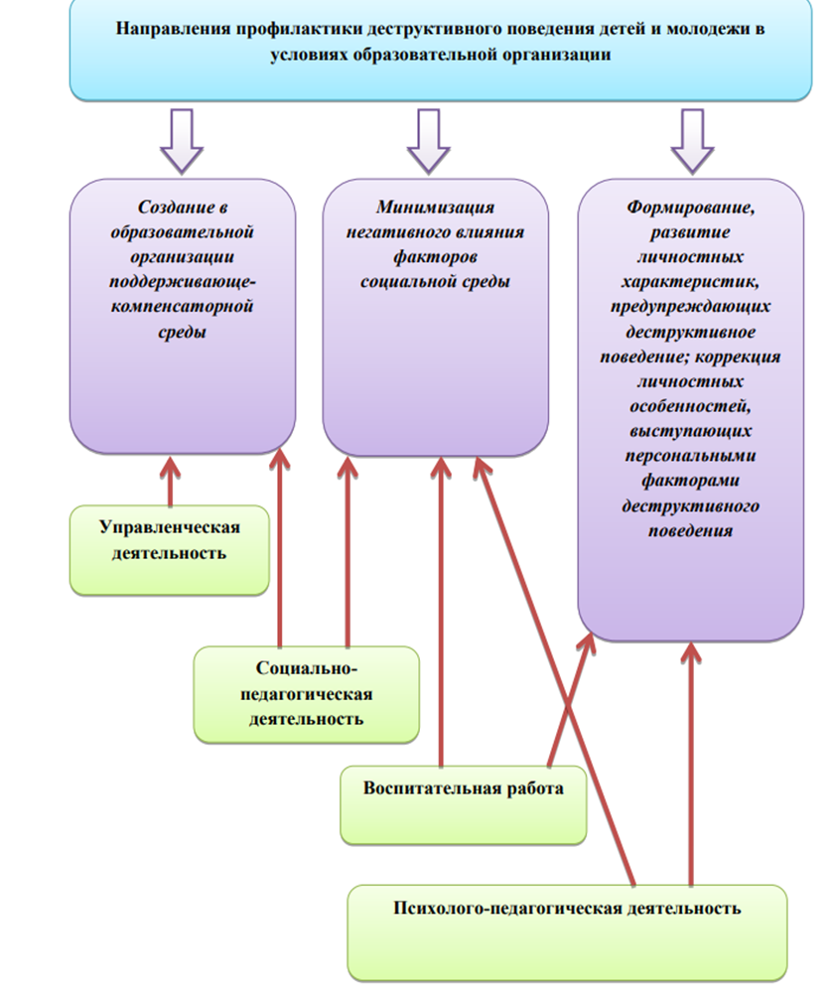 Направления профилактики деструктивного поведения детей и молодежи в
условиях образовательной организации
Создание в
образовательной
организации
поддерживающе-
компенсаторной
среды
Минимизация
негативного влияния
факторов
социальной среды
Формирование,
развитие
личностных
характеристик,
предупреждающих
деструктивное
поведение; коррекция
личностных
особенностей,
выступающих
персональными
факторами
деструктивного
поведения
Управленческая
деятельность
Социально-
педагогическая
деятельность
Воспитательная работа
Психолого-педагогическая деятельность